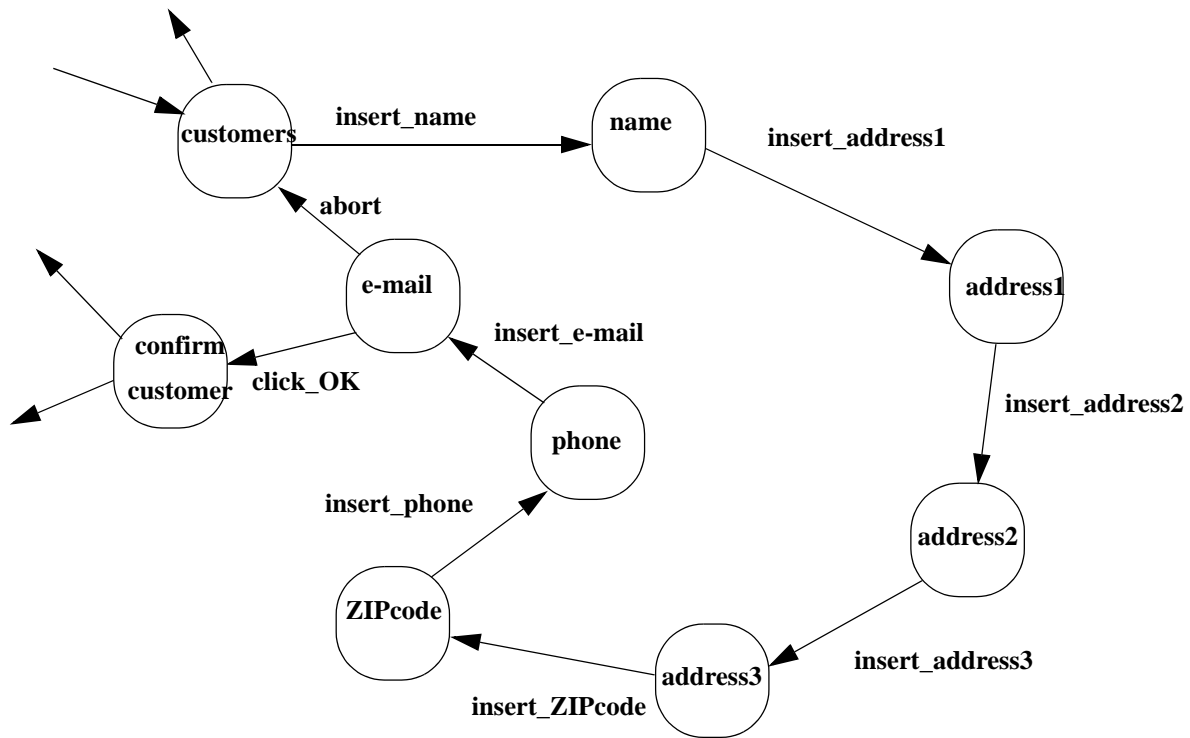 customers
insert_name
name
insert_address1
abort
e-mail
address1
insert_e-mail
confirm
customer
click_OK
insert_address2
phone
insert_phone
address2
ZIPcode
insert_address3
address3
insert_ZIPcode